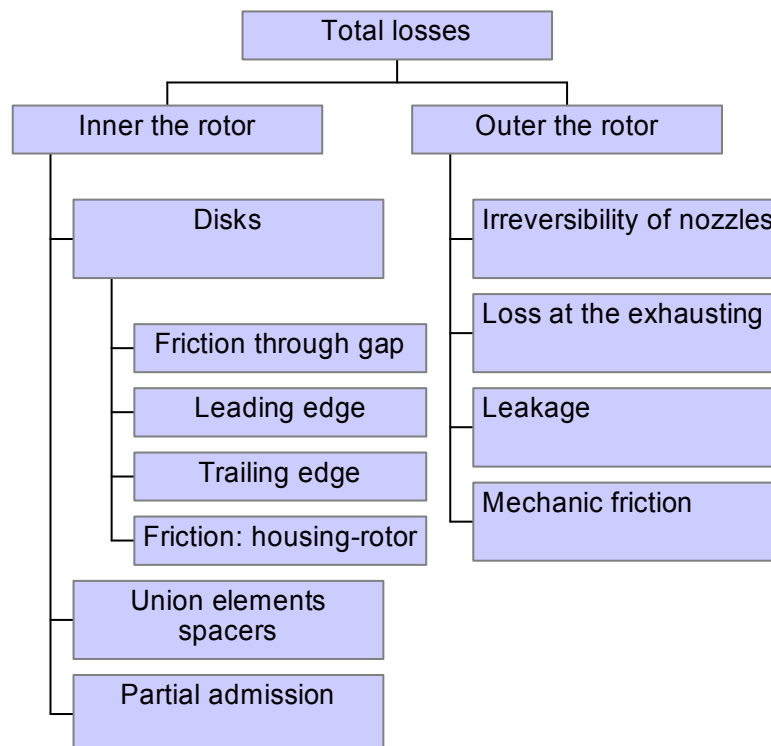 Total losses
Inner the rotor
Outer the rotor
Disks
Friction through gap
Leading edge
Trailing edge
Friction: housing-rotor
Union elements
spacers
Partial admission
Irreversibility of nozzles
Loss at the exhausting
Leakage
Mechanic friction